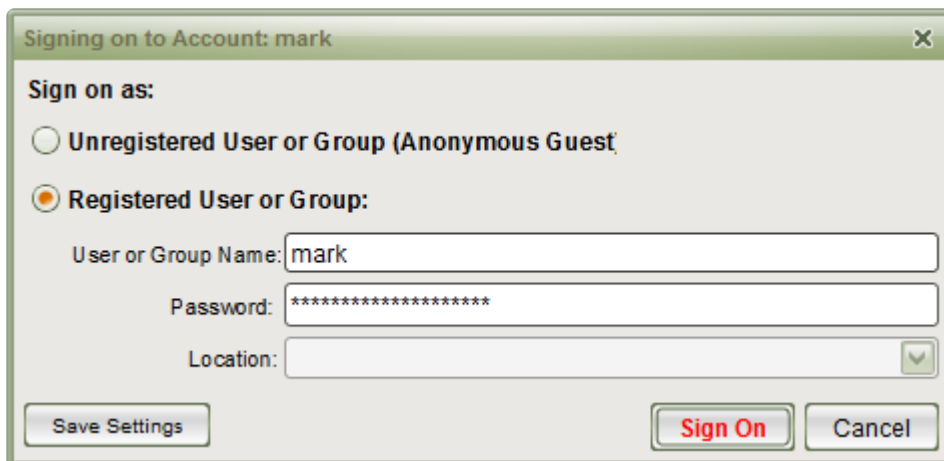 Signing on to Account: mark
Sign on as:
Unregistered User or Group (Anonymous Guest)
Registered User or Group:
User or Group Name: mark
Password: ********************
Location:
Save Settings Sign On Cancel